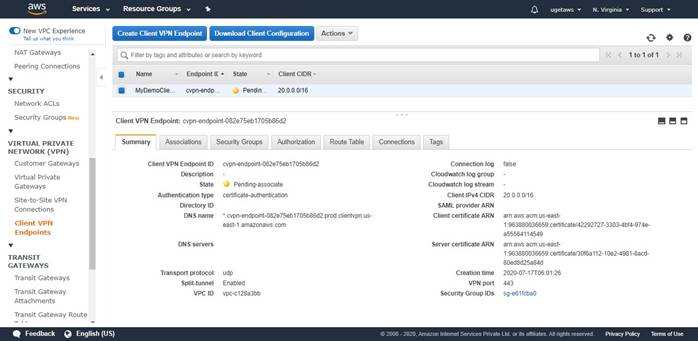 aws Services Resource Groups ugetaws N. Virginia Support
New VPC Experience
Tell us what you think
NAT Gateways
Peering Connections
SECURITY
Network ACLs
Security Groups New
VIRTUAL PRIVATE
NETWORK (VPN)
Customer Gateways
Virtual Private
Gateways
Site-to-Site VPN
Connections
Client VPN
Endpoints
TRANSIT
GATEWAYS
Transit Gateways
Transit Gateway
Attachments
Transit Gateway Route
Create Client VPN Endpoint Download Client Configuration Actions
Filter by tags and attributes or search by keyword 1 to 1 of 1
Name Endpoint ID State Client CIDR
MyDemoClie... cvpn-endp... Pendin... 20.0.0.0/16
Client VPN Endpoint: cvpn-endpoint-082e75eb1705b86d2
Summary Associations Security Groups Authorization Route Table Connections Tags
Client VPN Endpoint ID cvpn-endpoint-082e75eb1705b86d2 Connection log false
Description - Cloudwatch log group -
State Pending-associate Cloudwatch log stream -
Authentication type certificate-authentication Client IPv4 CIDR 20.0.0.0/16
Directory ID SAML provider ARN
DNS name *.cvpn-endpoint-082e75eb1705b86d2.prod.clientvpn.us-east-1.amazonaws.com Client certificate ARN arn:aws:acm:us-east-
1:963880036659:certificate/42292727-3303-4bf4-974e-
a55564114549
DNS servers Server certificate ARN arn:aws:acm:us-east-
1:963880036659:certificate/30f6a112-10e2-4981-8acd-
80ed8d25a84d
Transport protocol udp Creation time 2020-07-17T06:01:26
Split-tunnel Enabled VPN port 443
VPC ID vpc-c128a3bb Security Group IDs sg-e61fcba0
Feedback English (US) © 2008 - 2020, Amazon Internet Services Private Ltd. or its affiliates. All rights reserved. Privacy Policy Terms of Use